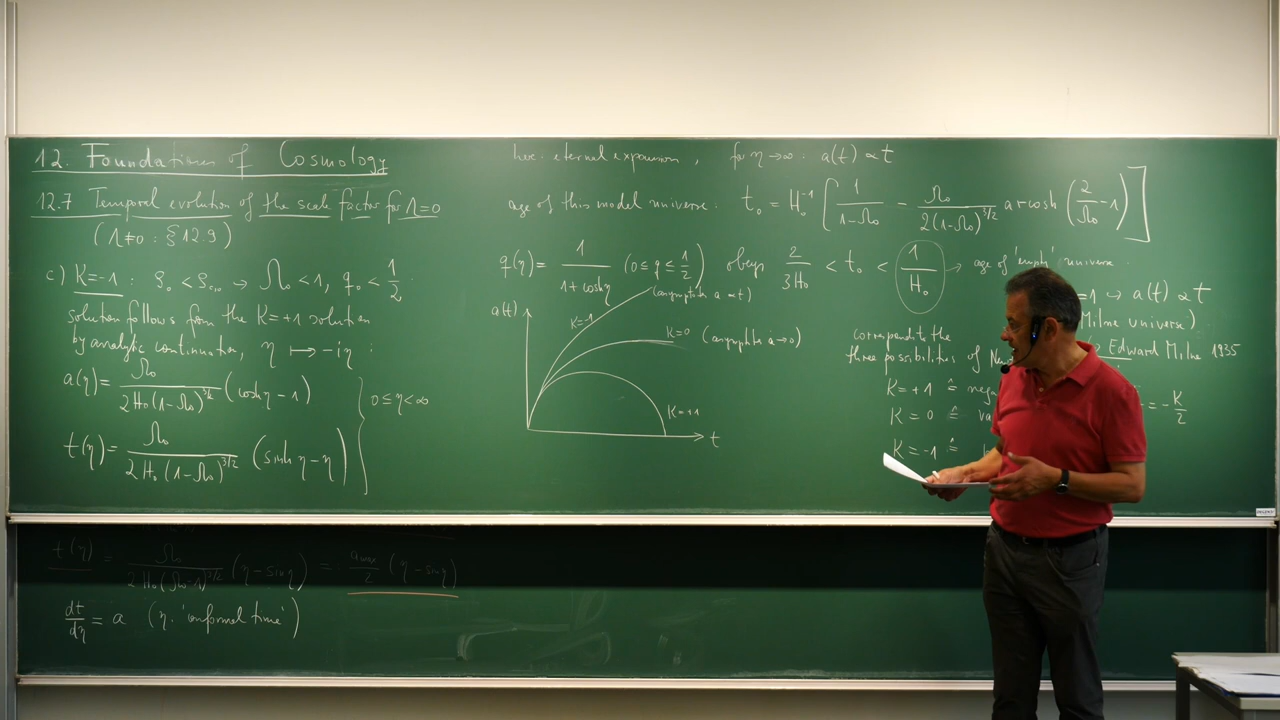 12. Foundations of Cosmology
12.7 Temporal evolution of the scale factor for Λ=0
(Λ≠0 : § 12.9)
c) K=-1 : ρ₀ < ρ_c,₀ → Ω₀ < 1, q₀ < 1/2
solution follows from the K=+1 solution
by analytic continuation, η ↦ -iη :
a(η) = Ω₀ / (2H₀(1-Ω₀)^3/2) (cosh η - 1)
t(η) = Ω₀ / (2H₀(1-Ω₀)^3/2) (sinh η - η)
0 ≤ η < ∞
t(η) = Ω₀ / (2H₀(Ω₀-1)^3/2) (η - sin η) = a_max/2 (η - sin η)
dt/dη = a (η: 'conformal time')
here: eternal expansion, for η→∞ : a(t) ∝ t
age of this model universe: t₀ = H₀⁻¹ [ 1/(1-Ω₀) - Ω₀/(2(1-Ω₀)^3/2) arcosh (2/Ω₀ - 1) ]
q(η) = 1/(1+cosh η) (0 ≤ q ≤ 1/2) obeys 2/(3H₀) < t₀ < 1/H₀ → age of 'empty' universe
a(t)
K=-1
(asymptote a ∝ t)
K=0 (asymptote ȧ→0)
K=+1
t
=1 → a(t) ∝ t
(Milne universe)
Edward Milne 1935
corresponds to the
three possibilities of
K=+1 ≙
K=0 ≙
K=-1 ≙
= -K/2